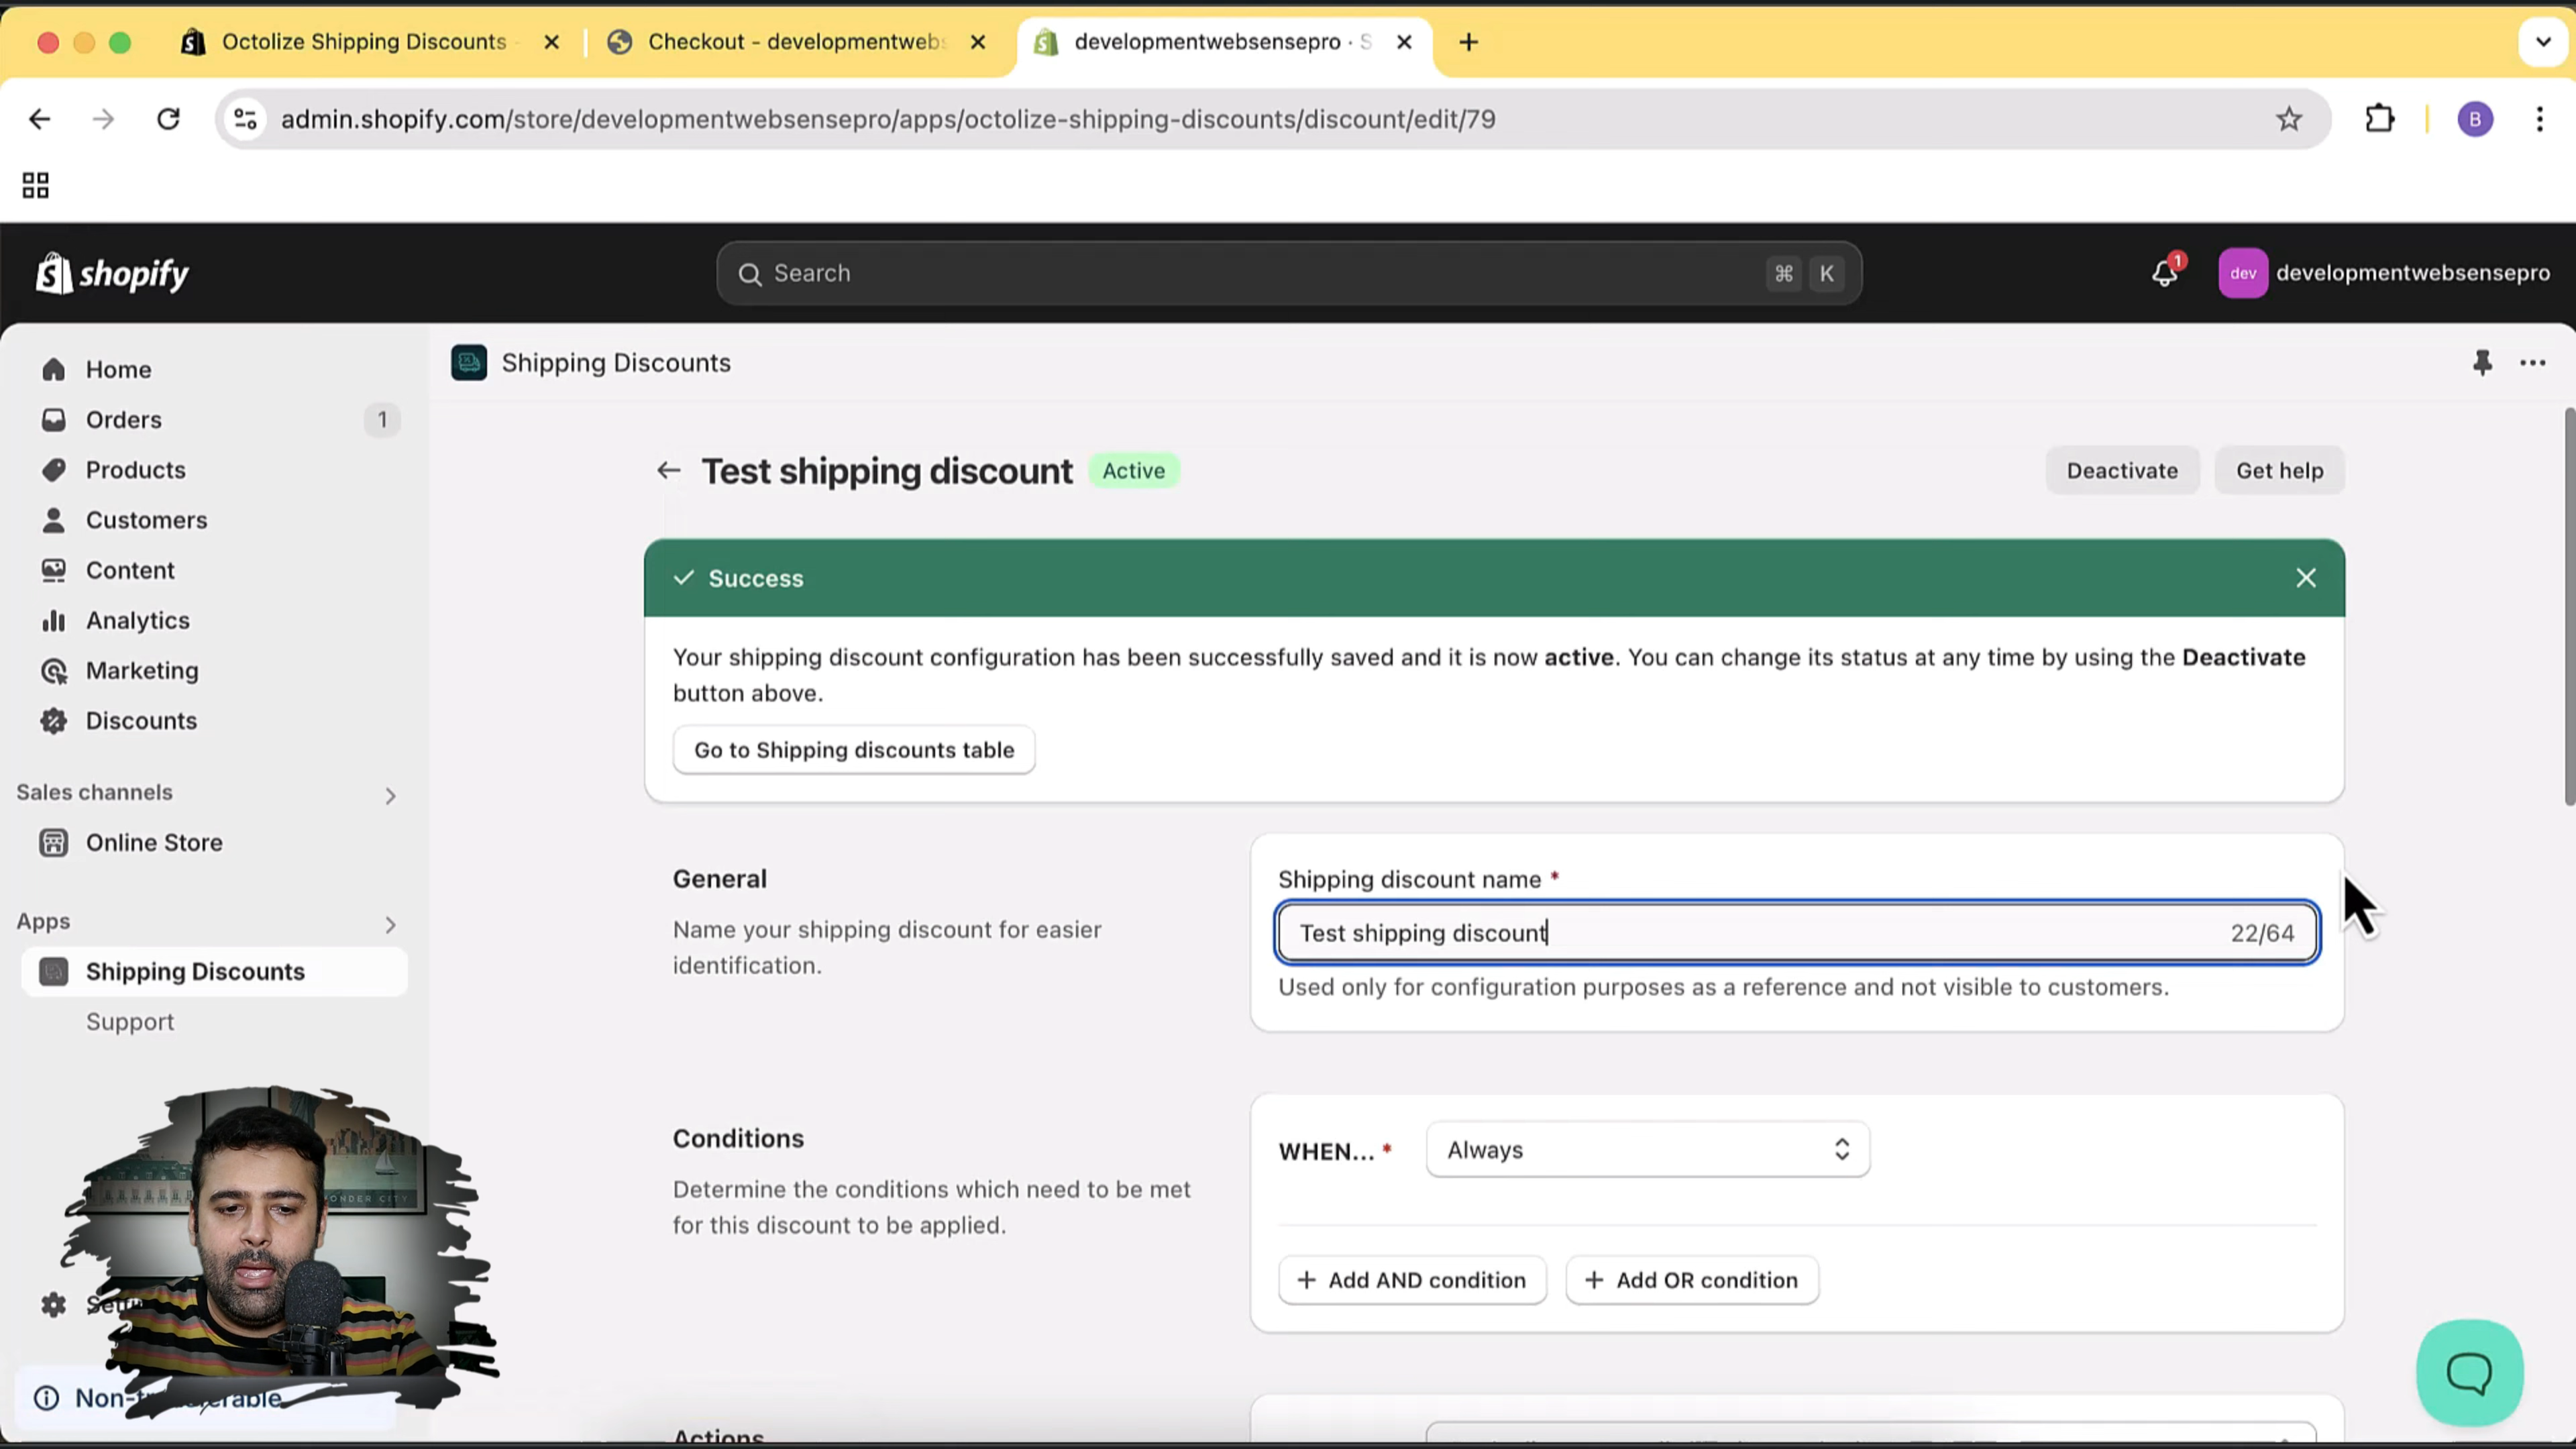 Octolize Shipping Discounts
Checkout - developmentwebs
developmentwebsensepro · S
admin.shopify.com/store/developmentwebsensepro/apps/octolize-shipping-discounts/discount/edit/79
B
shopify
Search
⌘ K
1
dev
developmentwebsensepro
Home
Orders
1
Products
Customers
Content
Analytics
Marketing
Discounts
Sales channels
Online Store
Apps
Shipping Discounts
Support
Shipping Discounts
Test shipping discount
Active
Deactivate
Get help
Success
Your shipping discount configuration has been successfully saved and it is now active. You can change its status at any time by using the Deactivate
button above.
Go to Shipping discounts table
General
Name your shipping discount for easier
identification.
Shipping discount name *
Test shipping discount
22/64
Used only for configuration purposes as a reference and not visible to customers.
Conditions
Determine the conditions which need to be met
for this discount to be applied.
WHEN... *
Always
+ Add AND condition
+ Add OR condition
Actions
CITY